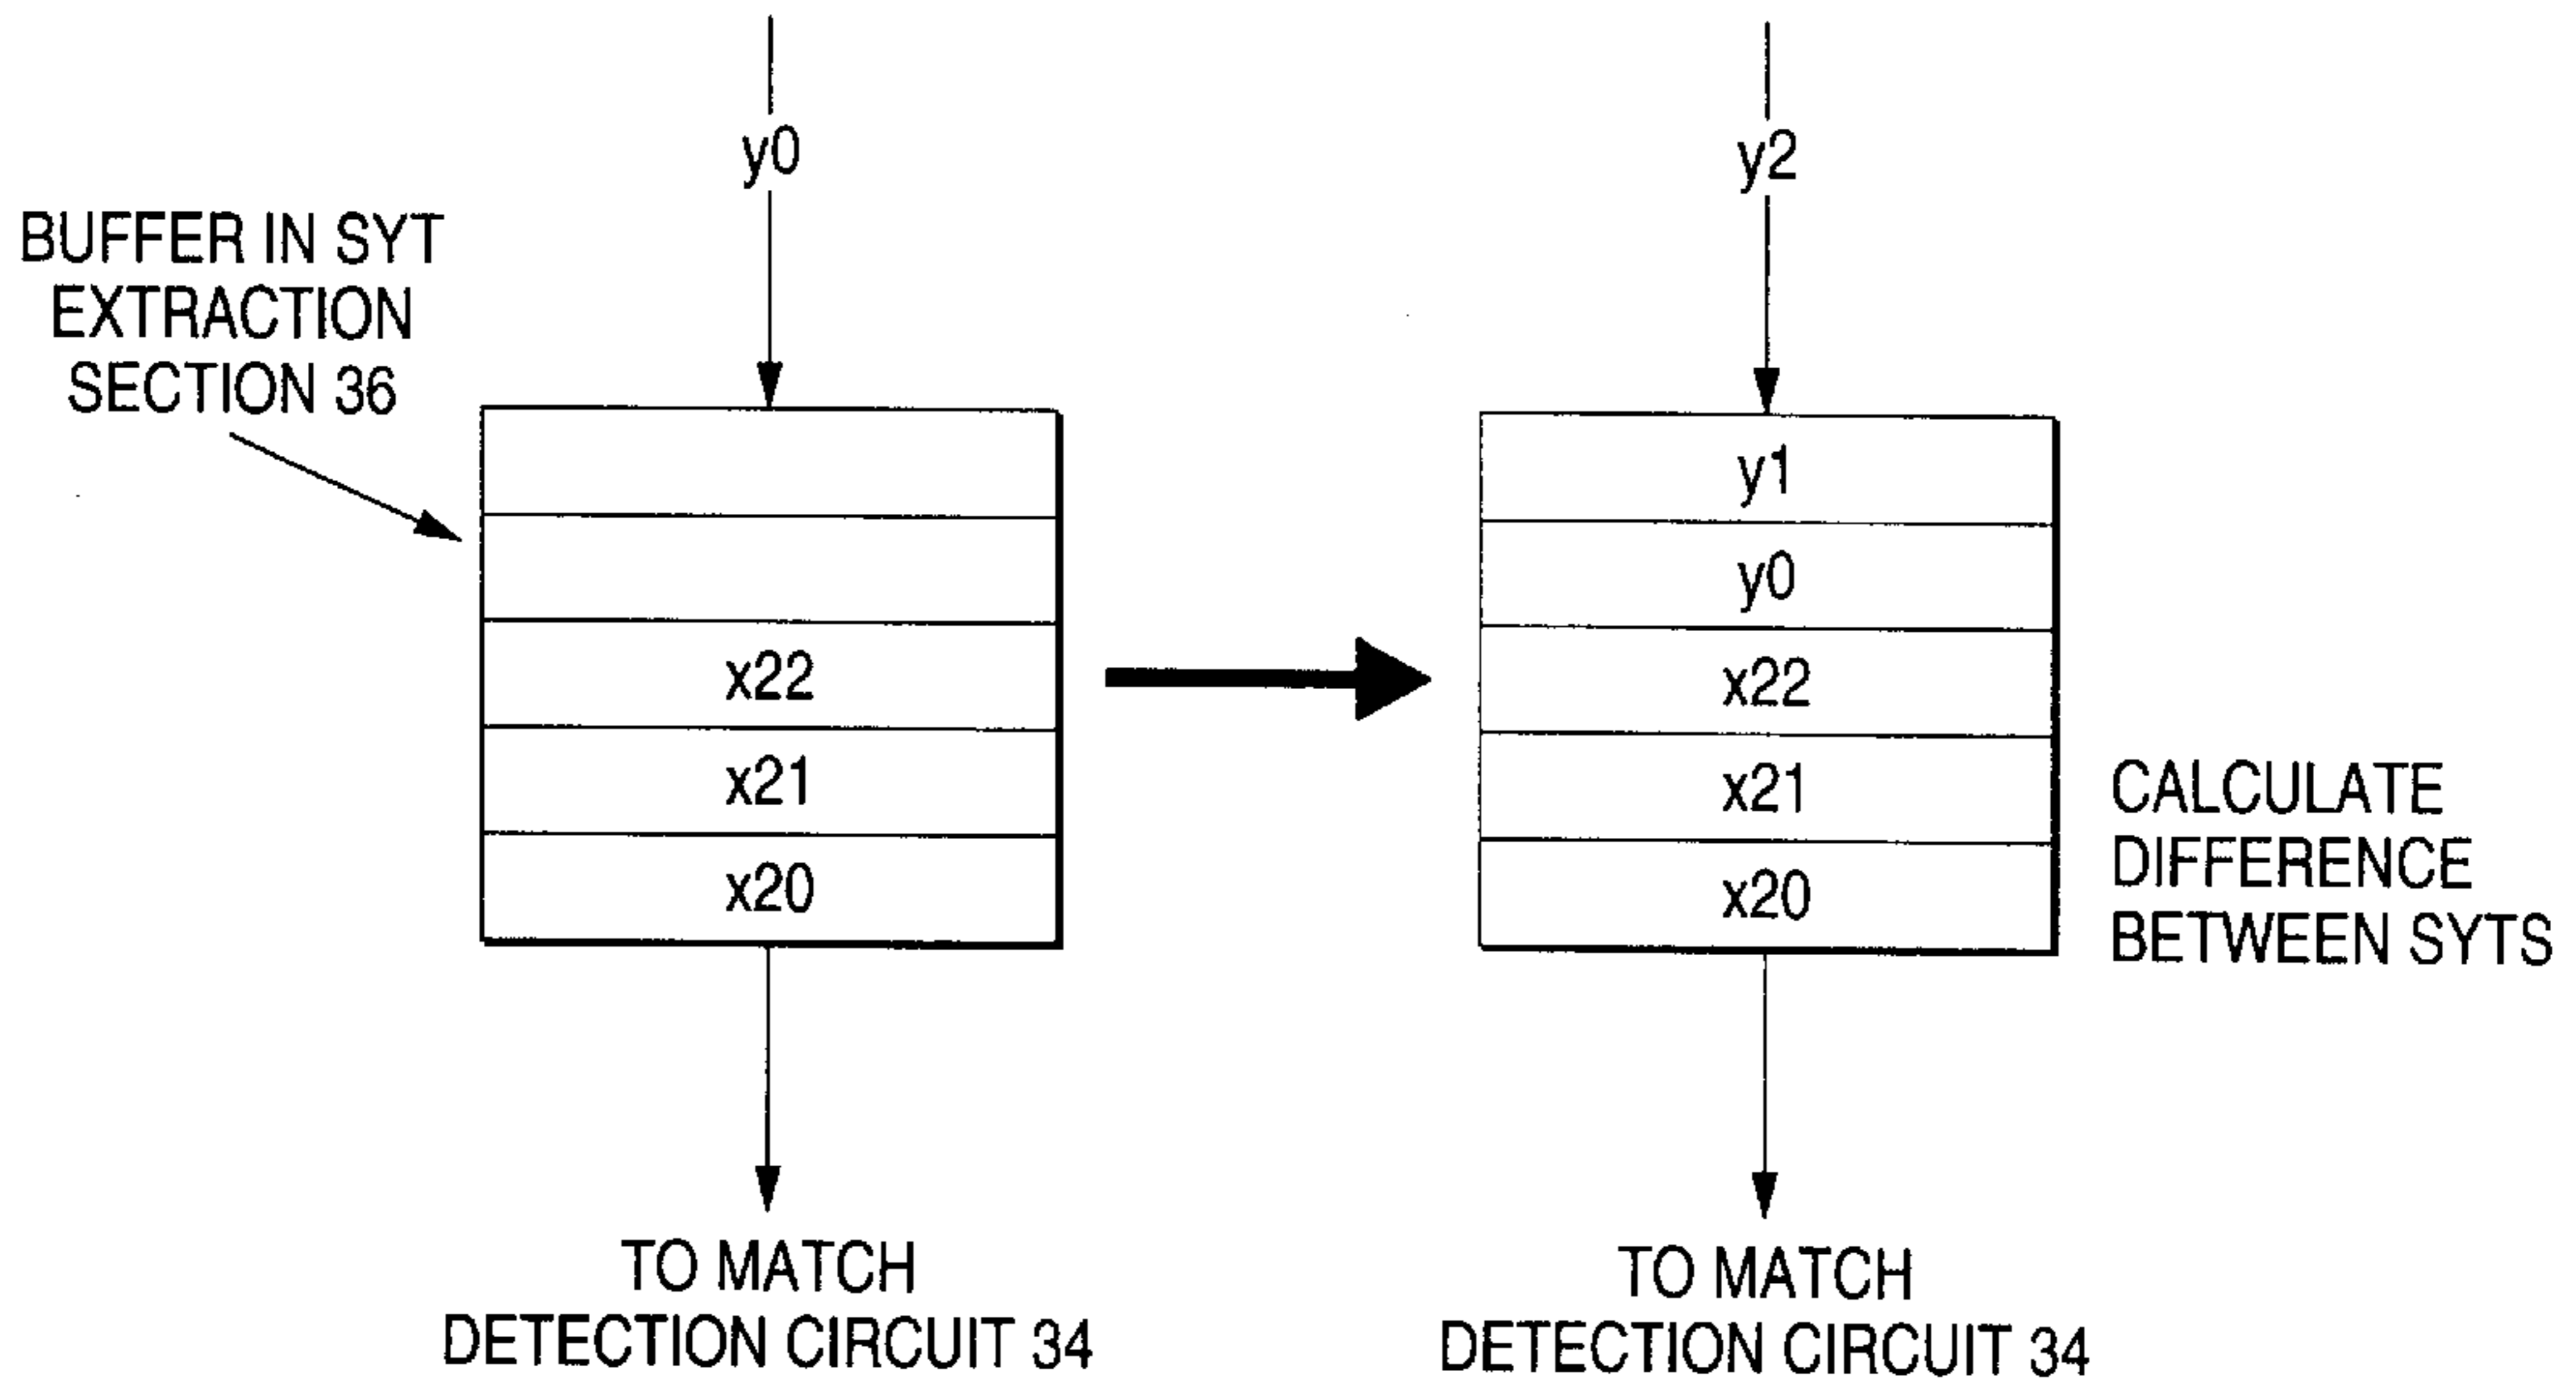 y0
BUFFER IN SYT
EXTRACTION
SECTION 36
x22
x21
x20
TO MATCH
DETECTION CIRCUIT 34
y2
y1
y0
x22
x21
x20
CALCULATE
DIFFERENCE
BETWEEN SYTS
TO MATCH
DETECTION CIRCUIT 34